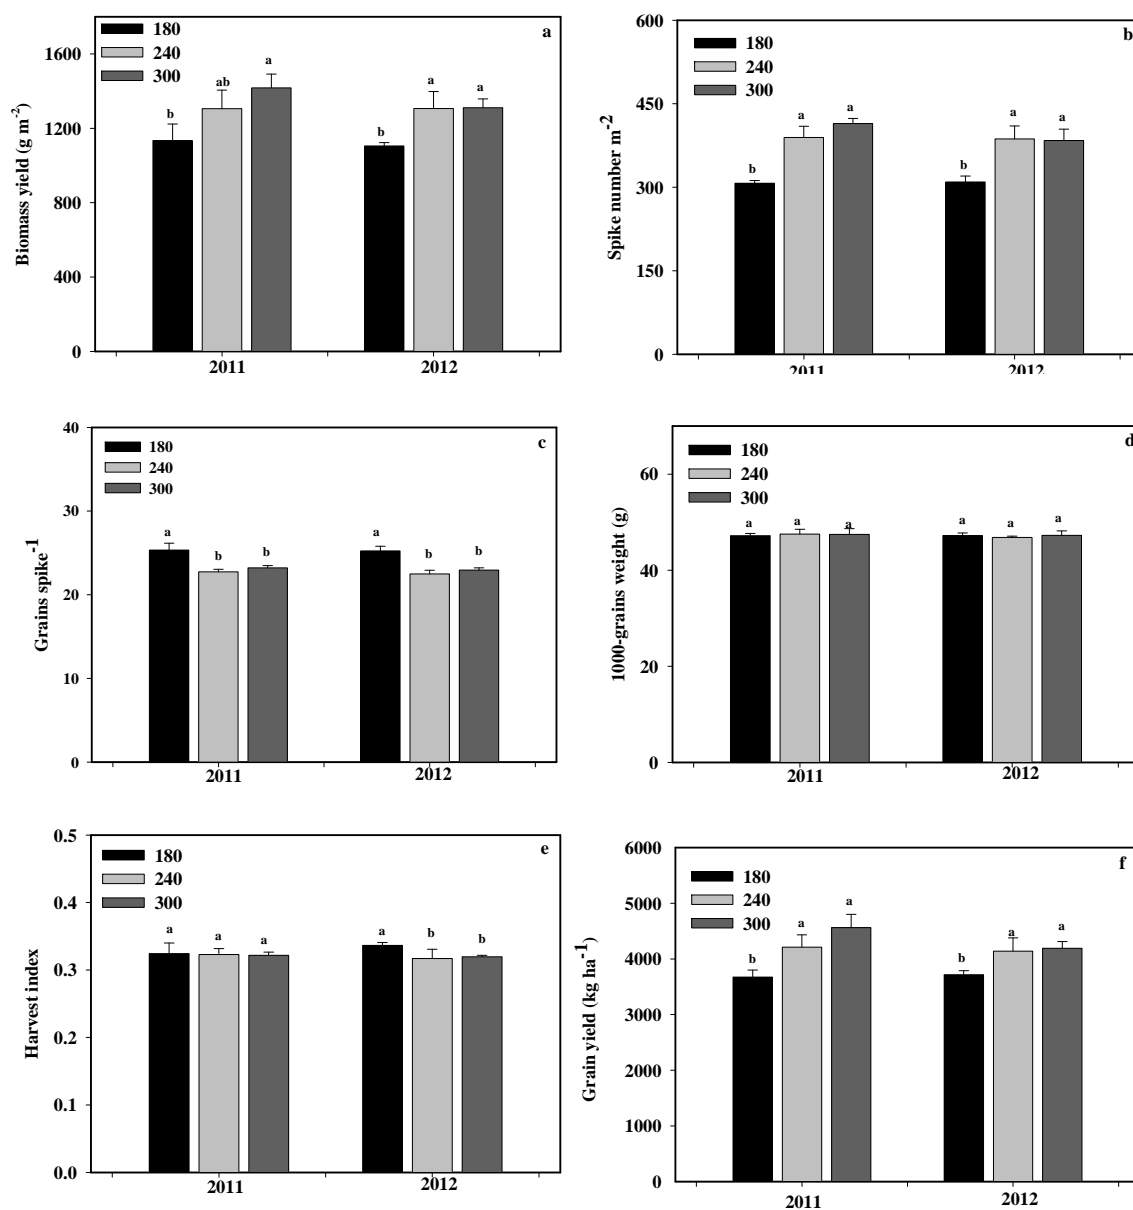 a
180
240
300
Biomass yield (g m⁻²)
1600
1200
800
400
0
b
ab
a
b
a
a
2011
2012
b
180
240
300
Spike number m⁻²
600
450
300
150
0
b
a
a
b
a
a
2011
2012
c
180
240
300
Grains spike⁻¹
40
30
20
10
0
a
b
b
a
b
b
2011
2012
d
180
240
300
1000-grains weight (g)
60
40
20
0
a
a
a
a
a
a
2011
2012
e
180
240
300
Harvest index
0.5
0.4
0.3
0.2
0.1
0.0
a
a
a
a
b
b
2011
2012
f
180
240
300
Grain yield (kg ha⁻¹)
6000
5000
4000
3000
2000
1000
0
b
a
a
b
a
a
2011
2012